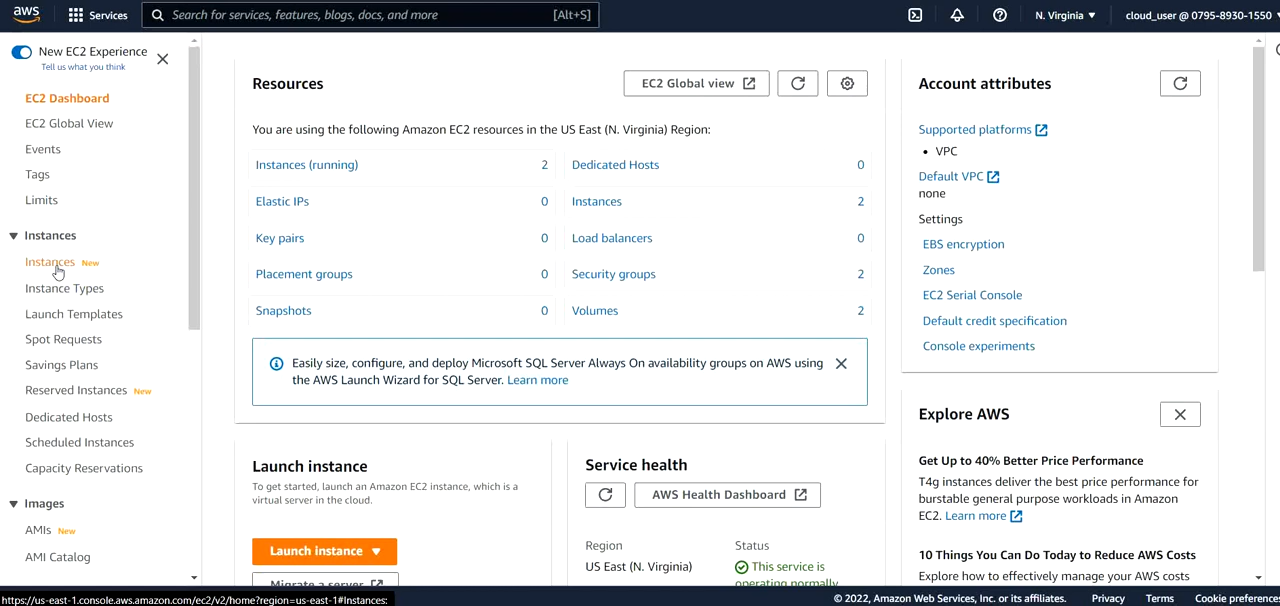 aws
Services
Search for services, features, blogs, docs, and more
[Alt+S]
N. Virginia ▼
cloud_user @ 0795-8930-1550
New EC2 Experience
Tell us what you think
EC2 Dashboard
EC2 Global View
Events
Tags
Limits
Instances
Instances New
Instance Types
Launch Templates
Spot Requests
Savings Plans
Reserved Instances New
Dedicated Hosts
Scheduled Instances
Capacity Reservations
Images
AMIs New
AMI Catalog
Resources
EC2 Global view
You are using the following Amazon EC2 resources in the US East (N. Virginia) Region:
Instances (running) 2
Dedicated Hosts 0
Elastic IPs 0
Instances 2
Key pairs 0
Load balancers 0
Placement groups 0
Security groups 2
Snapshots 0
Volumes 2
Easily size, configure, and deploy Microsoft SQL Server Always On availability groups on AWS using
the AWS Launch Wizard for SQL Server. Learn more
Launch instance
To get started, launch an Amazon EC2 instance, which is a
virtual server in the cloud.
Launch instance ▼
Migrate a server
Service health
AWS Health Dashboard
Region
US East (N. Virginia)
Status
This service is
operating normally
Account attributes
Supported platforms
• VPC
Default VPC
none
Settings
EBS encryption
Zones
EC2 Serial Console
Default credit specification
Console experiments
Explore AWS
Get Up to 40% Better Price Performance
T4g instances deliver the best price performance for
burstable general purpose workloads in Amazon
EC2. Learn more
10 Things You Can Do Today to Reduce AWS Costs
Explore how to effectively manage your AWS costs
https://us-east-1.console.aws.amazon.com/ec2/v2/home?region=us-east-1#Instances:
© 2022, Amazon Web Services, Inc. or its affiliates.
Privacy
Terms
Cookie preferences